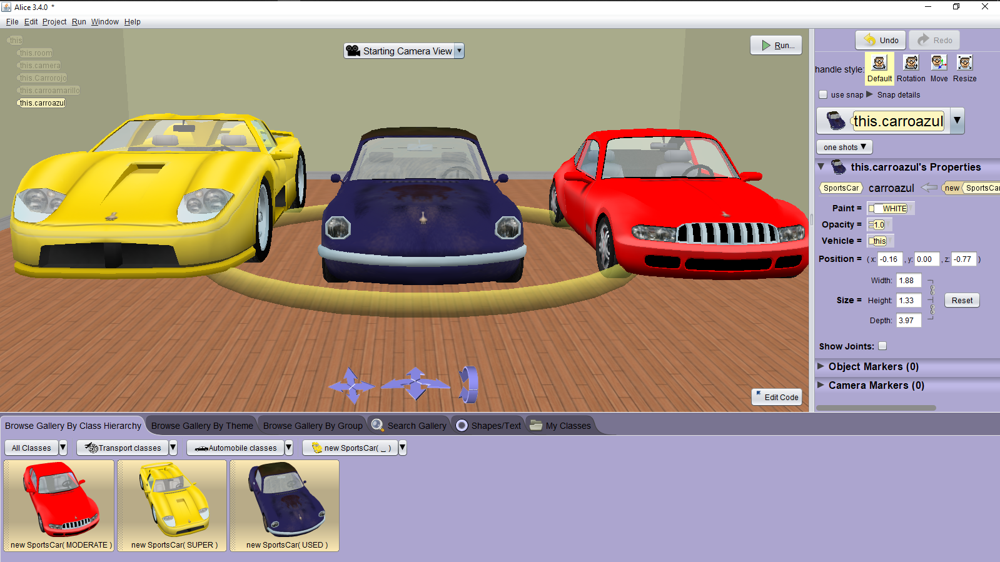 Alice 3.4.0 *
File Edit Project Run Window Help
this
this.room
this.camera
this.Carrorojo
this.carroamarillo
this.carroazul
Starting Camera View
Run...
Edit Code
Undo Redo
handle style: Default Rotation Move Resize
use snap Snap details
this.carroazul
one shots
this.carroazul's Properties
SportsCar carroazul new SportsCar
Paint = WHITE
Opacity = 1.0
Vehicle = this
Position = ( x: -0.16 , y: 0.00 , z: -0.77 )
Width: 1.88
Size = Height: 1.33 Reset
Depth: 3.97
Show Joints:
Object Markers (0)
Camera Markers (0)
Browse Gallery By Class Hierarchy Browse Gallery By Theme Browse Gallery By Group Search Gallery Shapes/Text My Classes
All Classes Transport classes Automobile classes new SportsCar( _ )
new SportsCar( MODERATE ) new SportsCar( SUPER ) new SportsCar( USED )